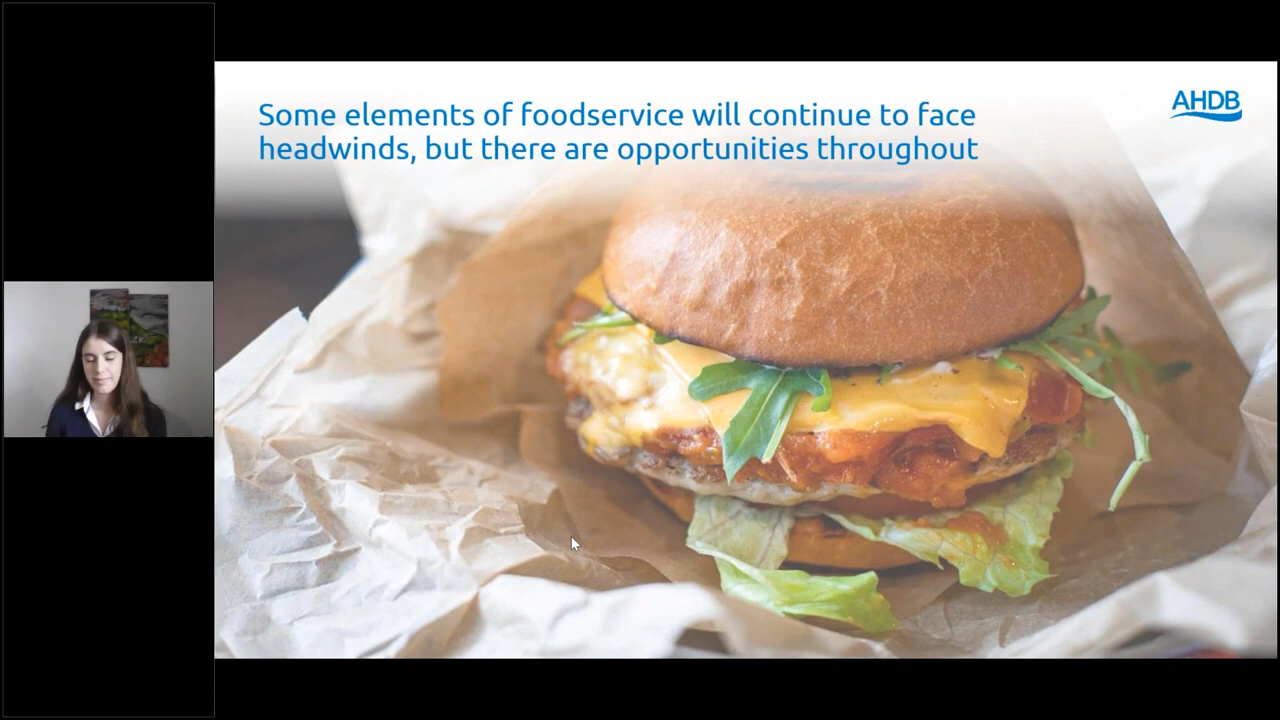 Some elements of foodservice will continue to face
headwinds, but there are opportunities throughout
AHDB